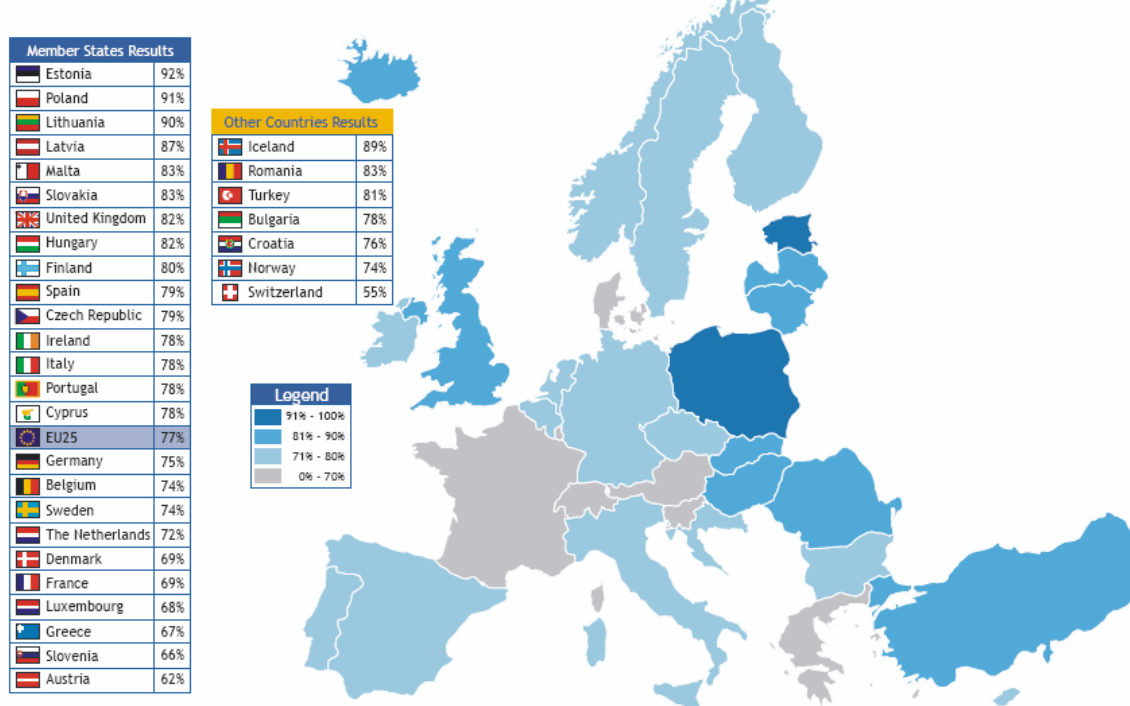 Member States Results
Estonia 92%
Poland 91%
Lithuania 90%
Latvia 87%
Malta 83%
Slovakia 83%
United Kingdom 82%
Hungary 82%
Finland 80%
Spain 79%
Czech Republic 79%
Ireland 78%
Italy 78%
Portugal 78%
Cyprus 78%
EU25 77%
Germany 75%
Belgium 74%
Sweden 74%
The Netherlands 72%
Denmark 69%
France 69%
Luxembourg 68%
Greece 67%
Slovenia 66%
Austria 62%
Other Countries Results
Iceland 89%
Romania 83%
Turkey 81%
Bulgaria 78%
Croatia 76%
Norway 74%
Switzerland 55%
Legend
91% - 100%
81% - 90%
71% - 80%
0% - 70%